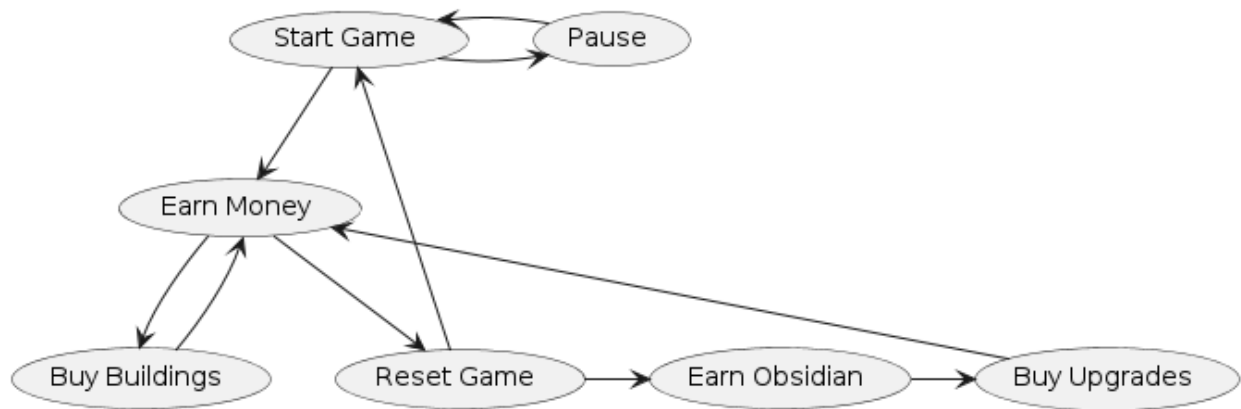 Start Game
Pause
Earn Money
Buy Buildings
Reset Game
Earn Obsidian
Buy Upgrades